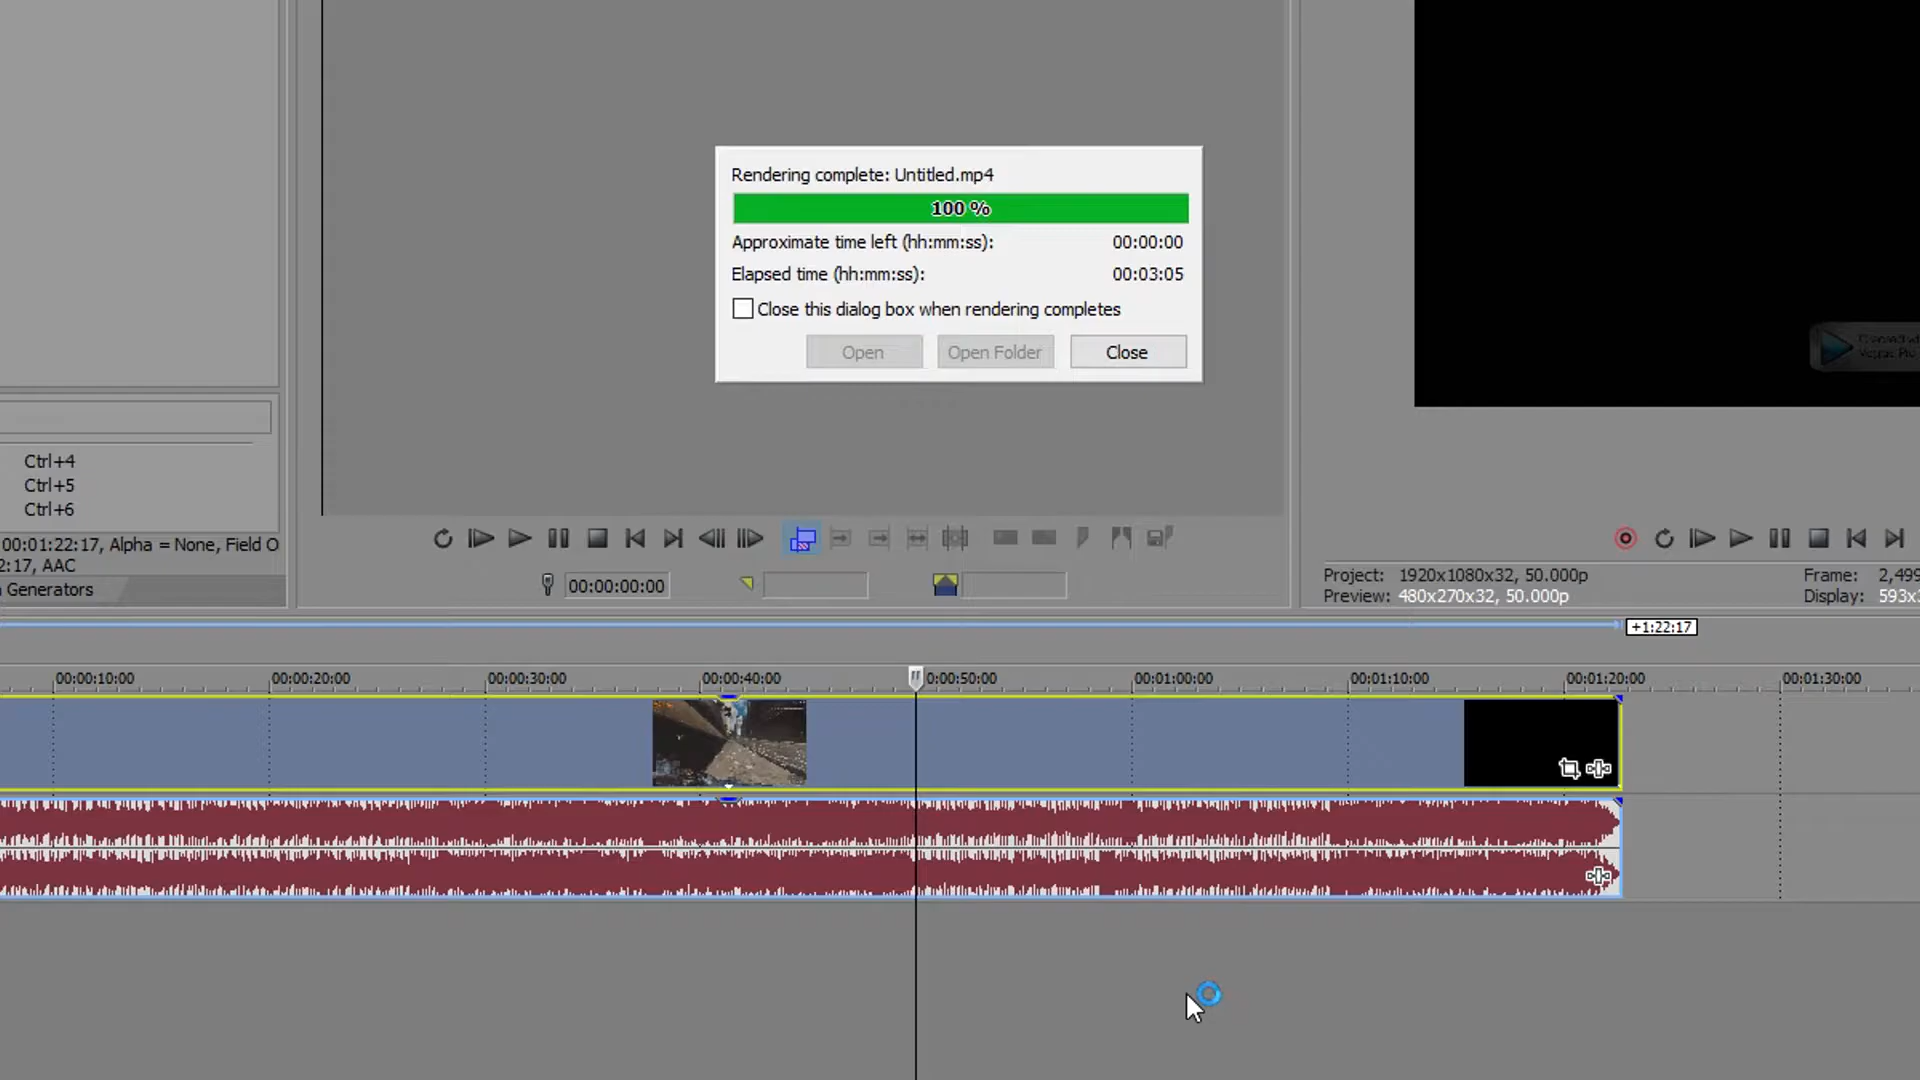 Rendering complete: Untitled.mp4
100 %
Approximate time left (hh:mm:ss): 00:00:00
Elapsed time (hh:mm:ss): 00:03:05
Close this dialog box when rendering completes
Open Open Folder Close
Vegas Pro
Ctrl+4
Ctrl+5
Ctrl+6
00:01:22:17, Alpha = None, Field O
2:17, AAC
Generators
00:00:00:00
Project: 1920x1080x32, 50.000p
Preview: 480x270x32, 50.000p
Frame: 2,499
Display: 593x
+1:22:17
00:00:10:00 00:00:20:00 00:00:30:00 00:00:40:00 00:00:50:00 00:01:00:00 00:01:10:00 00:01:20:00 00:01:30:00